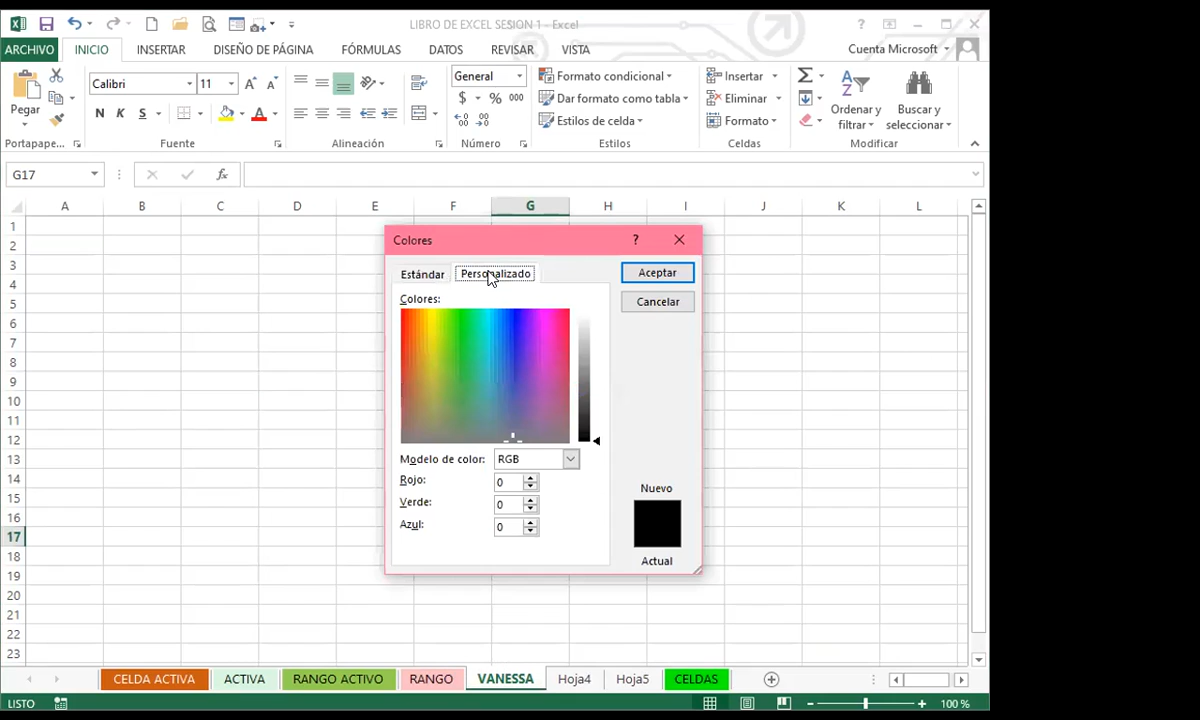 LIBRO DE EXCEL SESION 1 - Excel
ARCHIVO INICIO INSERTAR DISEÑO DE PÁGINA FÓRMULAS DATOS REVISAR VISTA Cuenta Microsoft
Pegar
Calibri 11
N K S
General
$ % 000
Formato condicional
Dar formato como tabla
Estilos de celda
Insertar
Eliminar
Formato
Ordenar y
filtrar
Buscar y
seleccionar
Portapape... Fuente Alineación Número Estilos Celdas Modificar
G17 fx
A B C D E F G H I J K L
1
2
3
4
5
6
7
8
9
10
11
12
13
14
15
16
17
18
19
20
21
22
23
Colores ?
Estándar Personalizado Aceptar
Cancelar
Colores:
Modelo de color: RGB
Rojo: 0
Verde: 0
Azul: 0
Nuevo
Actual
CELDA ACTIVA ACTIVA RANGO ACTIVO RANGO VANESSA Hoja4 Hoja5 CELDAS
LISTO 100 %